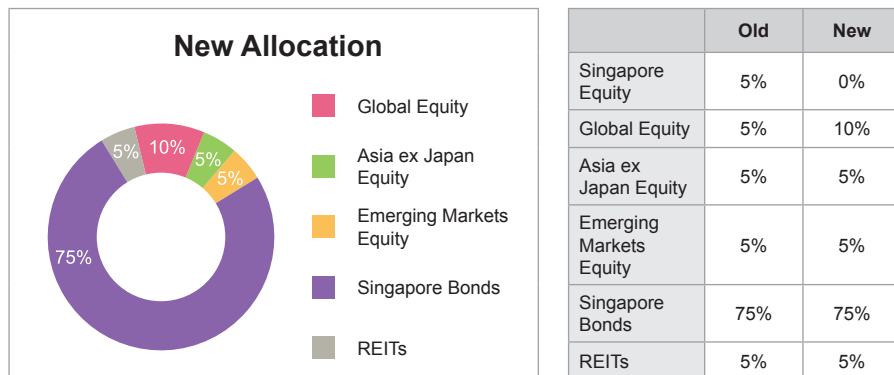 New Allocation
10%
5%
5%
5%
75%
Global Equity
Asia ex Japan
Equity
Emerging Markets
Equity
Singapore Bonds
REITs
Old New
Singapore
Equity
5% 0%
Global Equity 5% 10%
Asia ex
Japan Equity
5% 5%
Emerging
Markets
Equity
5% 5%
Singapore
Bonds
75% 75%
REITs 5% 5%